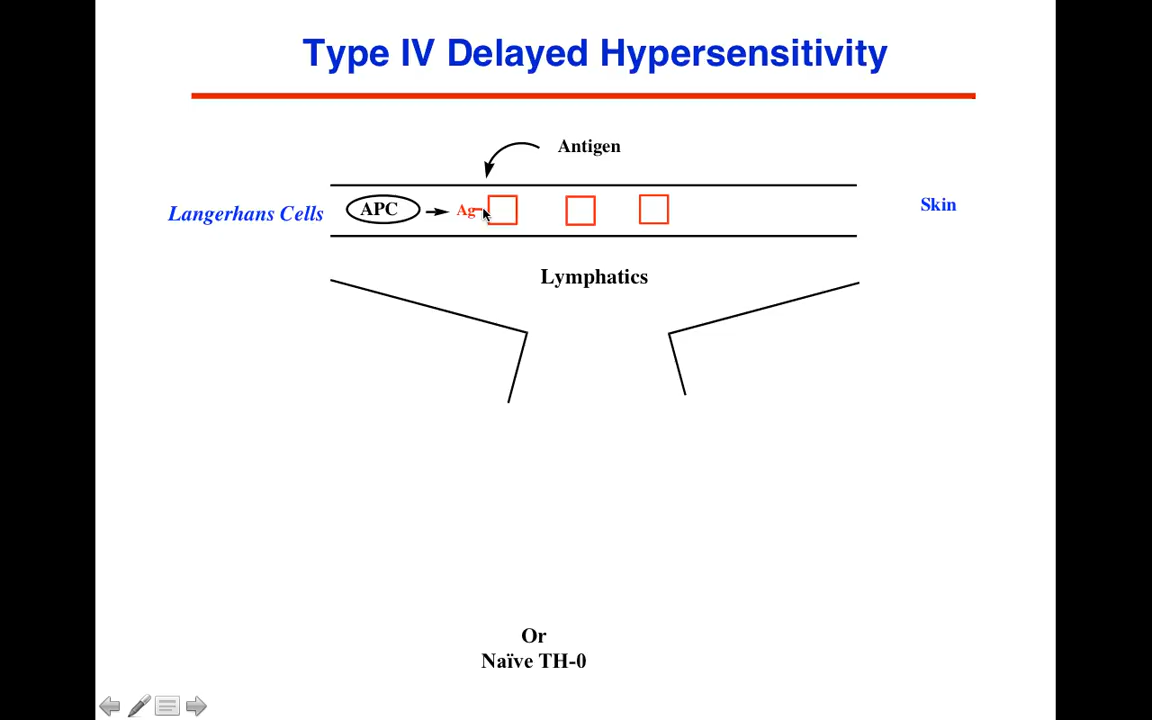 Type IV Delayed Hypersensitivity
Antigen
Langerhans Cells
APC
Ag
Skin
Lymphatics
Or
Naïve TH-0